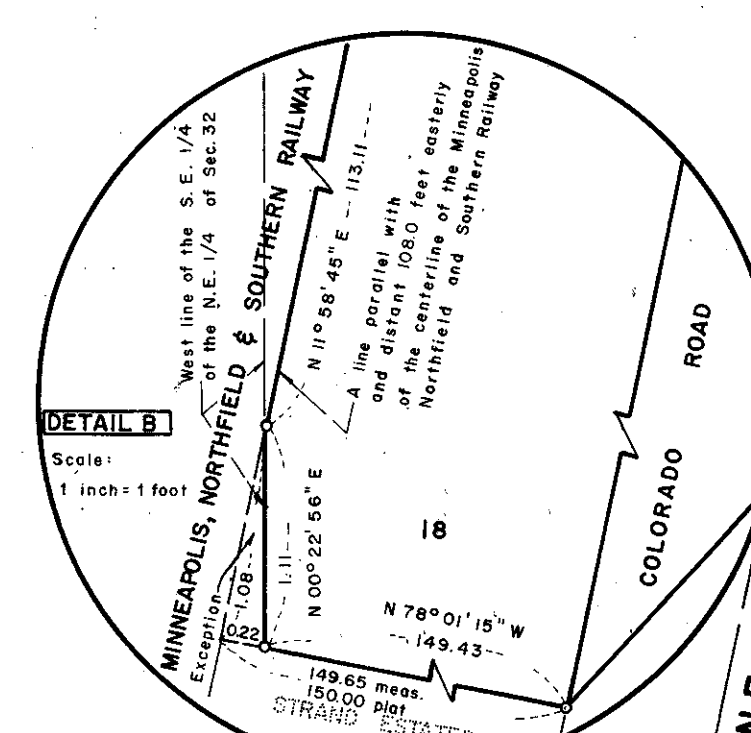 West line of the S. E. 1/4
of the N.E. 1/4 of Sec. 32
MINNEAPOLIS, NORTHFIELD & SOUTHERN RAILWAY
N 11° 58' 45" E -- 113.11
A line parallel with
and distant 108.0 feet easterly
of the centerline of the Minneapolis
Northfield and Southern Railway
DETAIL B
Scale:
1 inch = 1 foot
COLORADO ROAD
18
N 00° 22' 56" E
1.11
1.08
Exception
0.22
N 78° 01' 15" W
149.43
149.65 meas.
150.00 plat
STRAND